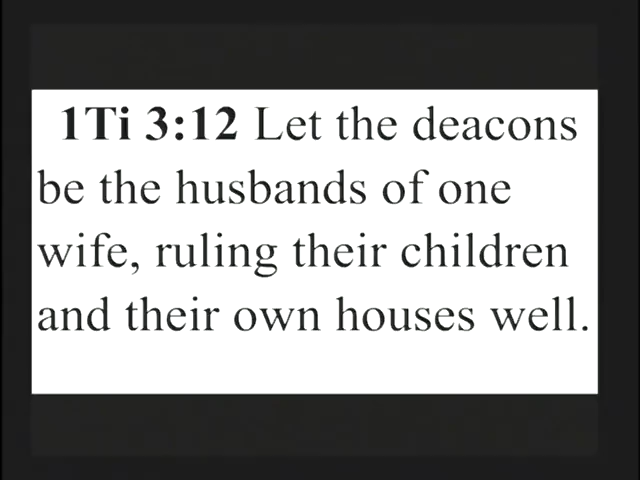 1Ti 3:12 Let the deacons
be the husbands of one
wife, ruling their children
and their own houses well.